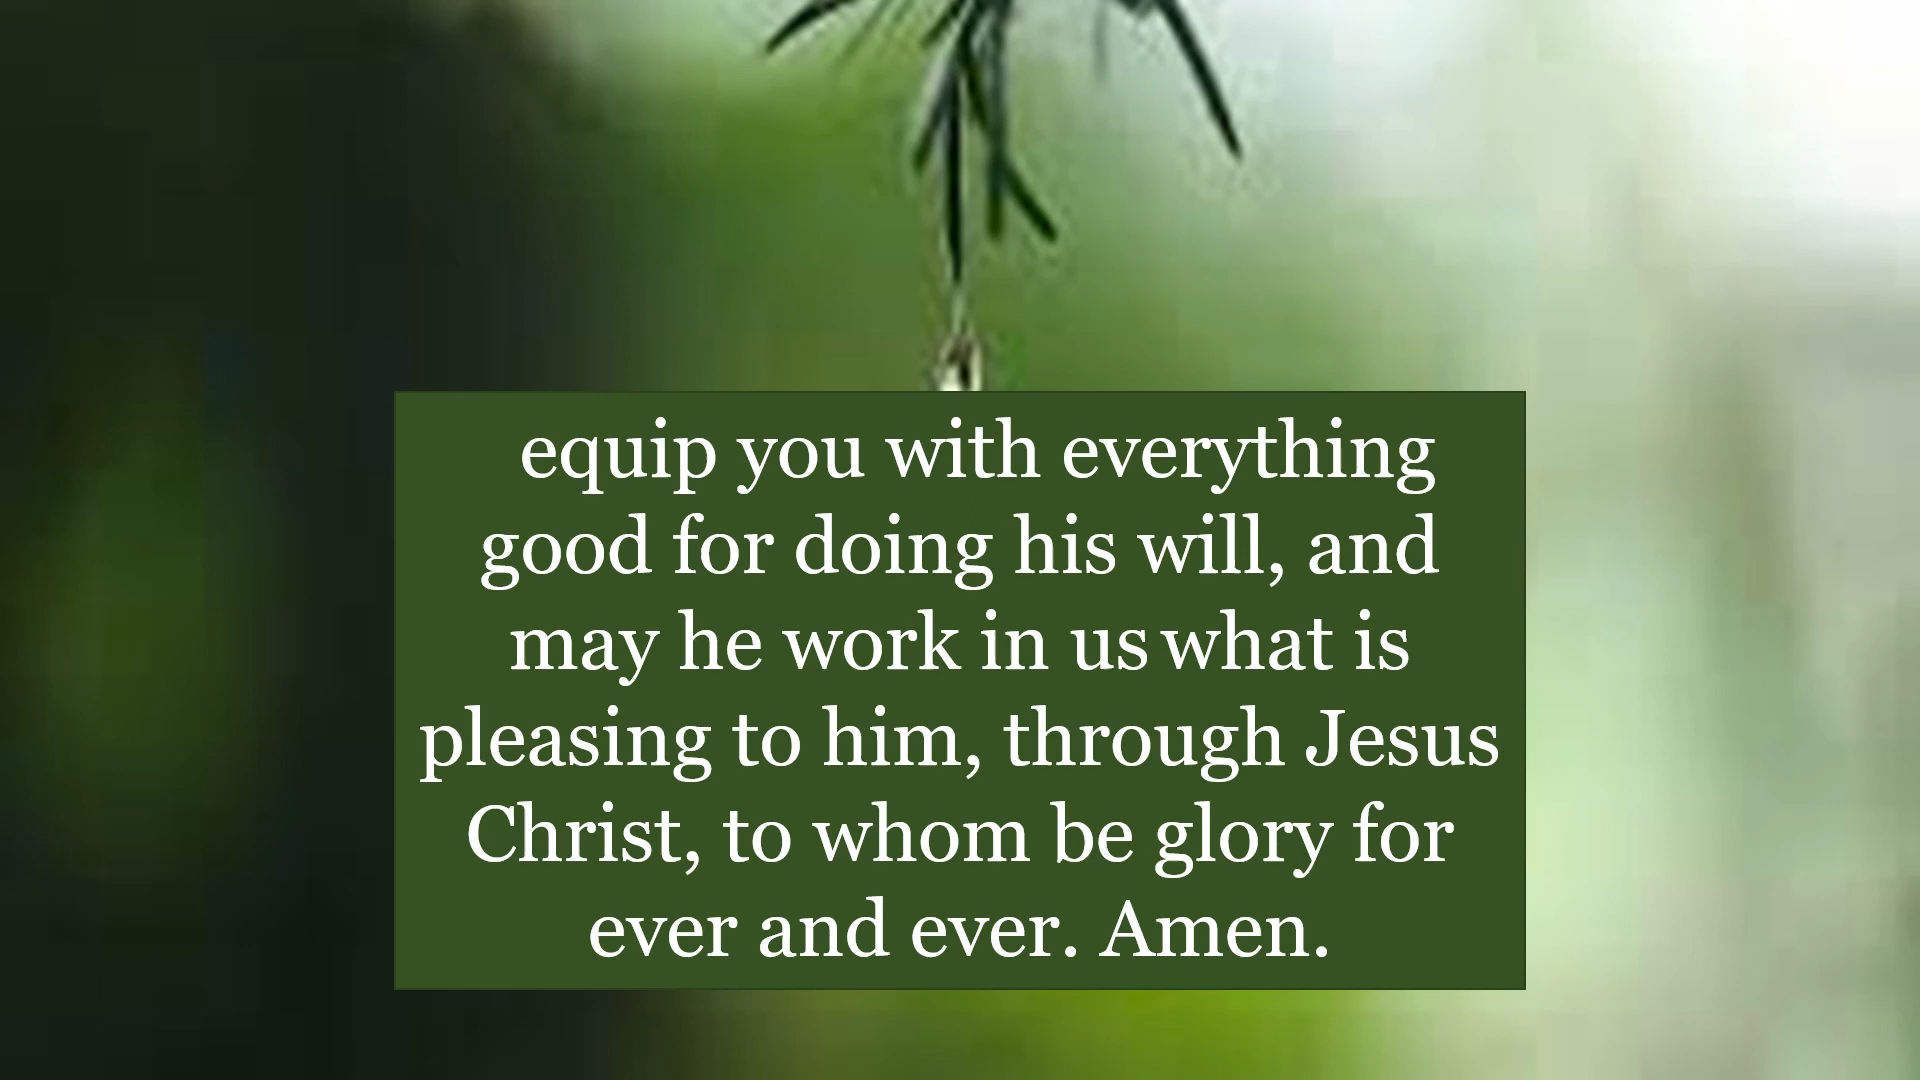 equip you with everything
good for doing his will, and
may he work in us what is
pleasing to him, through Jesus
Christ, to whom be glory for
ever and ever. Amen.